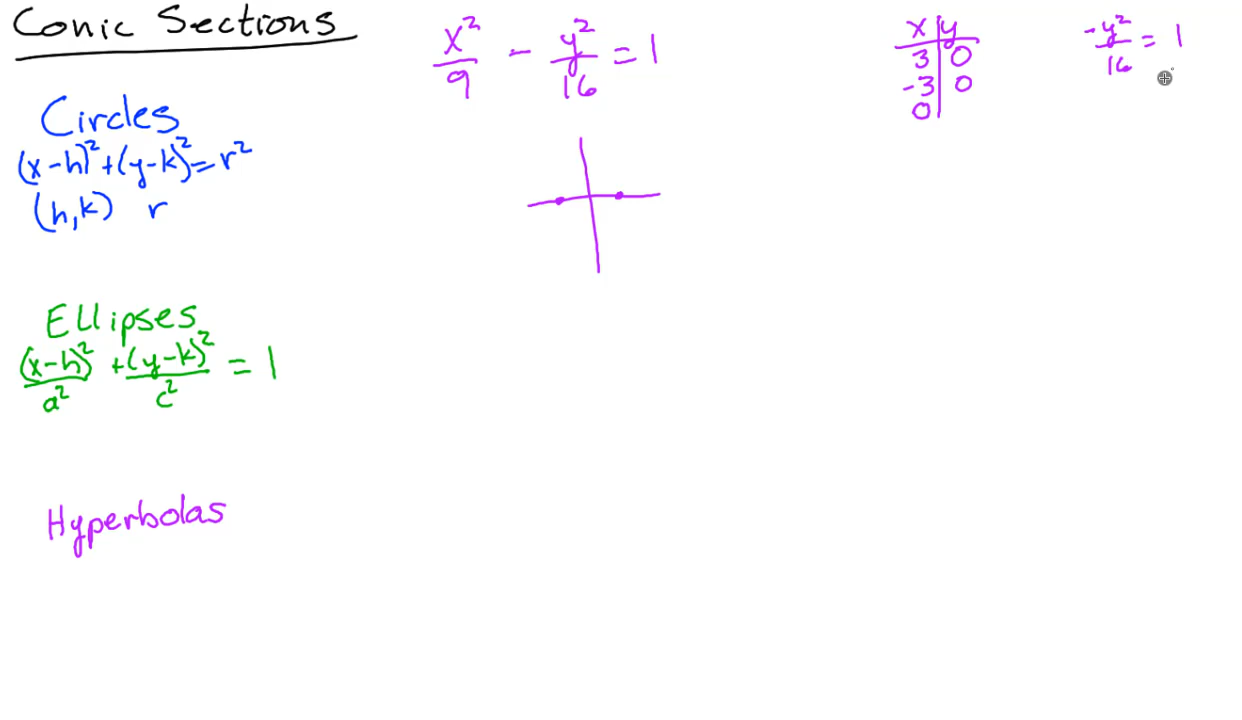 Conic Sections
Circles
(x-h)²+(y-k)²=r²
(h,k) r
Ellipses
(x-h)²/a² + (y-k)²/c² = 1
Hyperbolas
x²/9 - y²/16 = 1
x y
3 0
-3 0
0
-y²/16 = 1